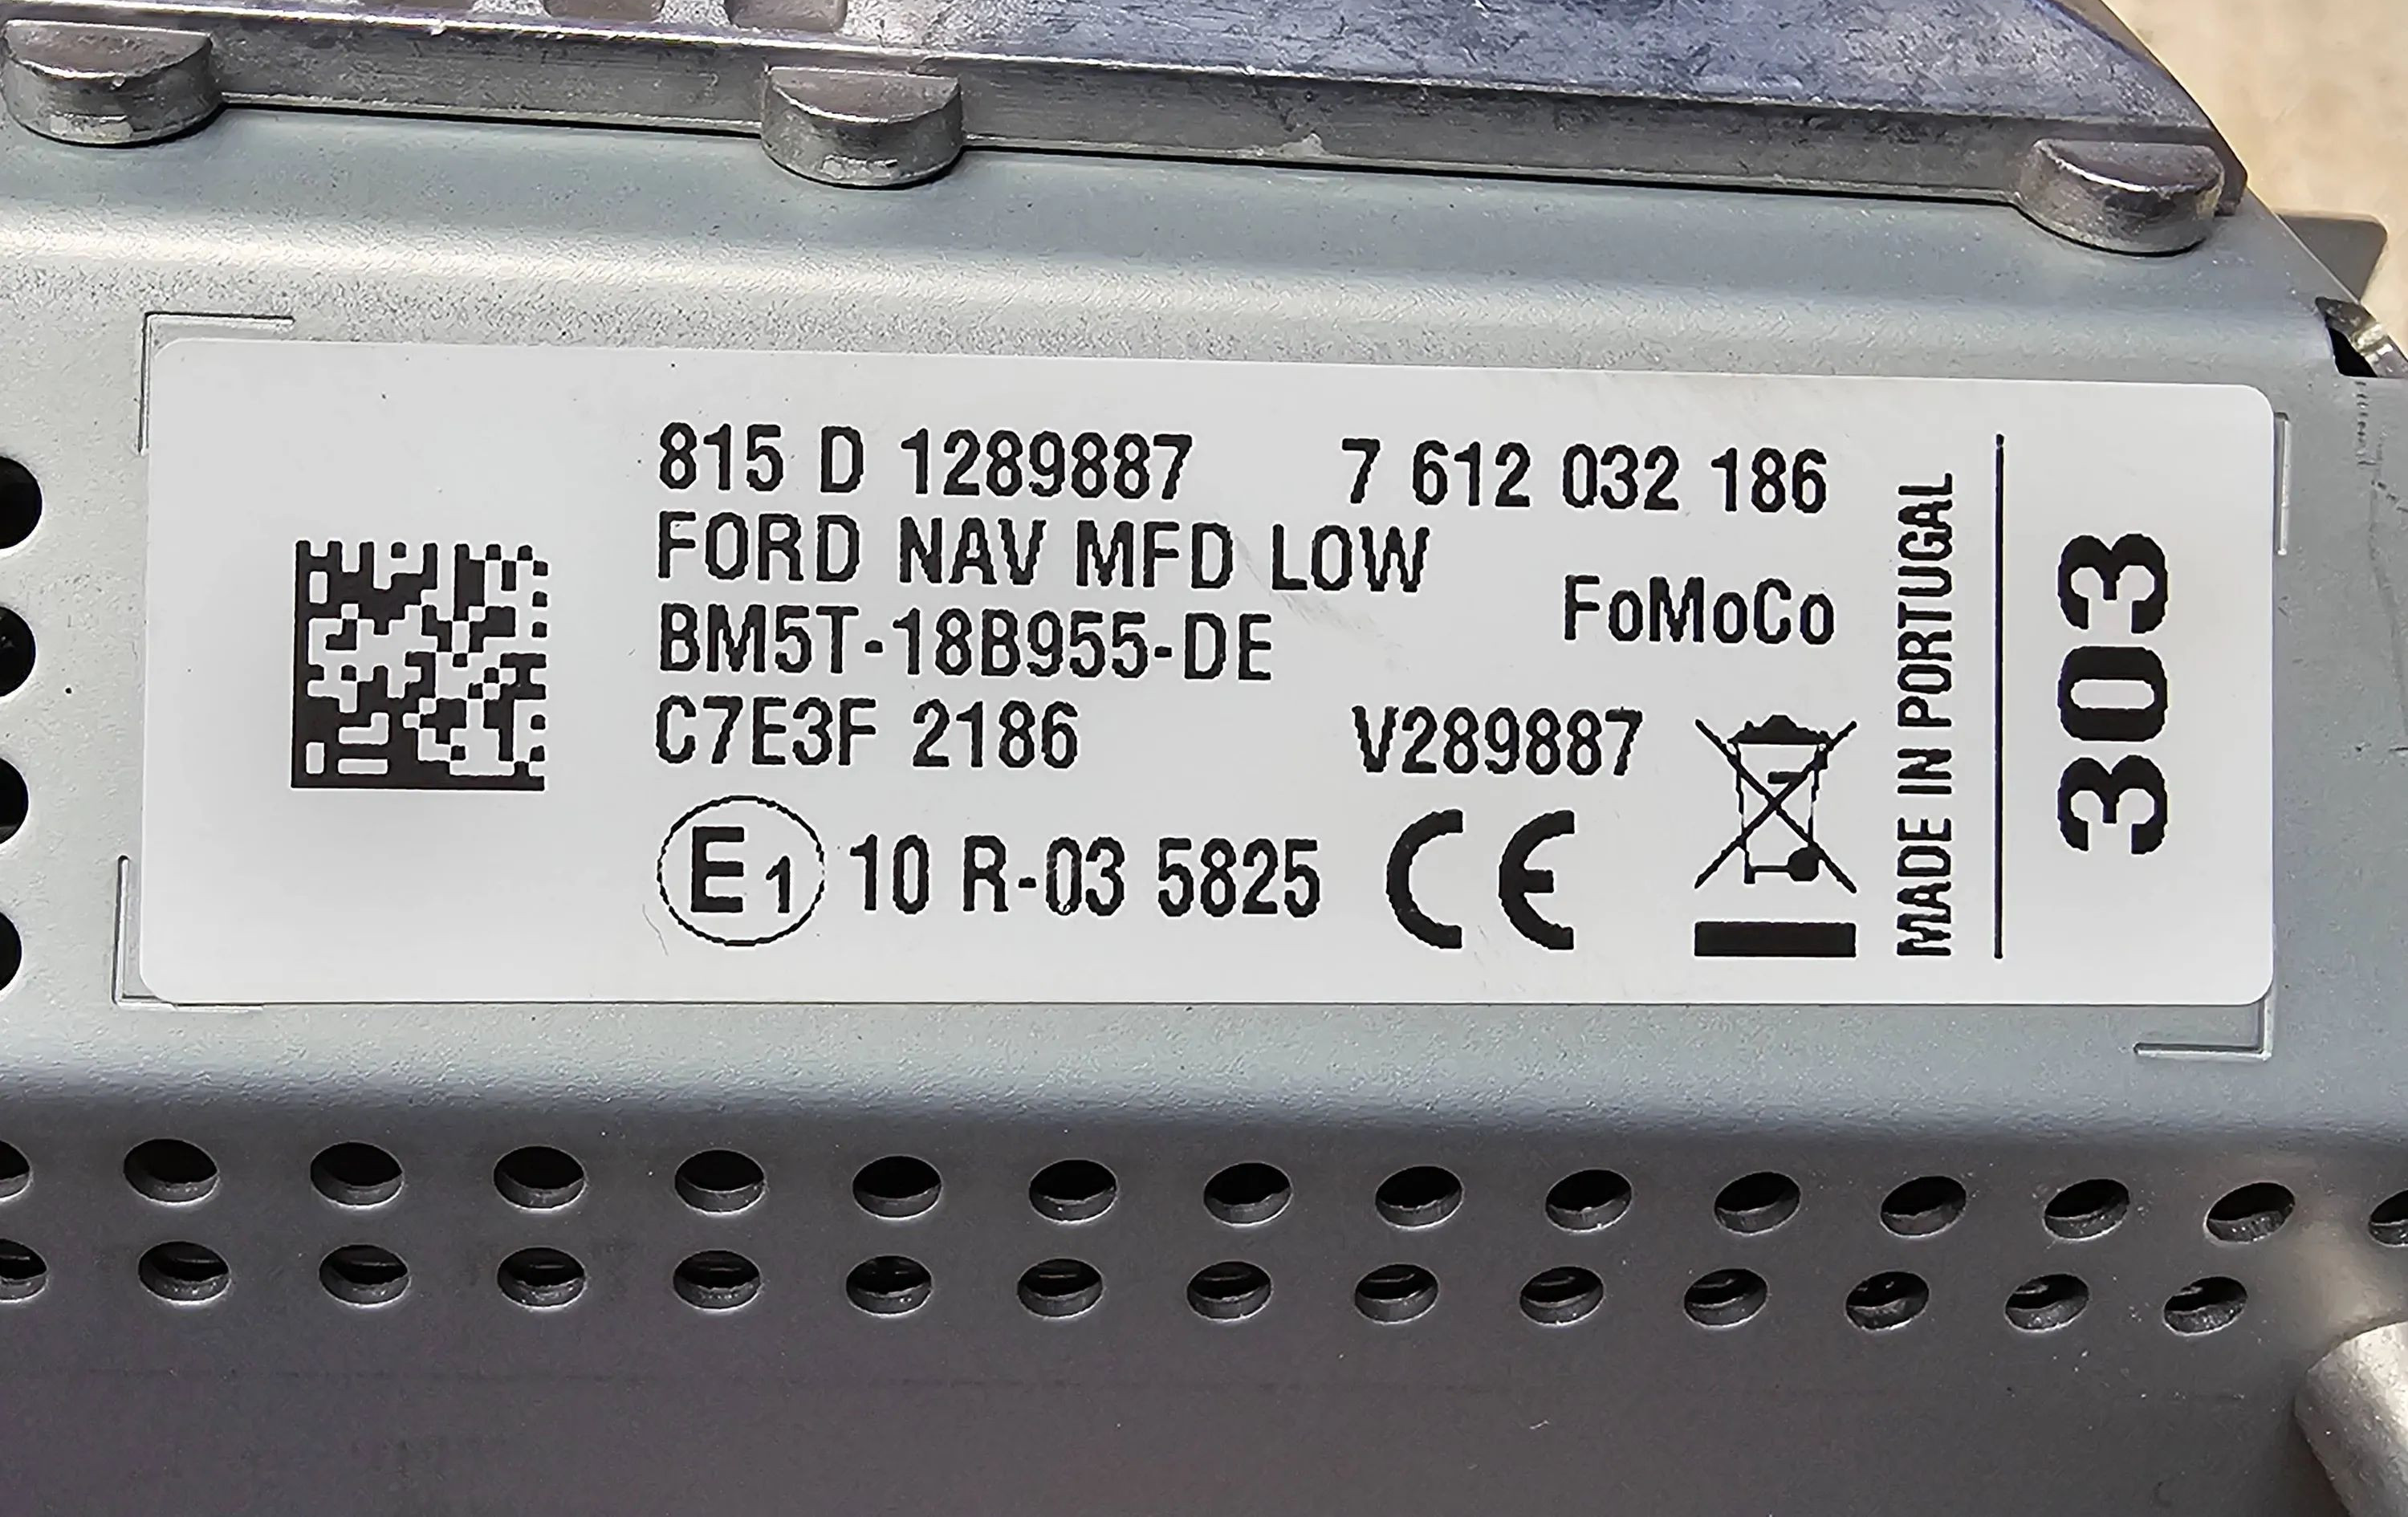 815 D 1289887 7 612 032 186
FORD NAV MFD LOW
BM5T-18B955-DE FoMoCo
C7E3F 2186 V289887
E1 10 R-03 5825 CE
MADE IN PORTUGAL
303